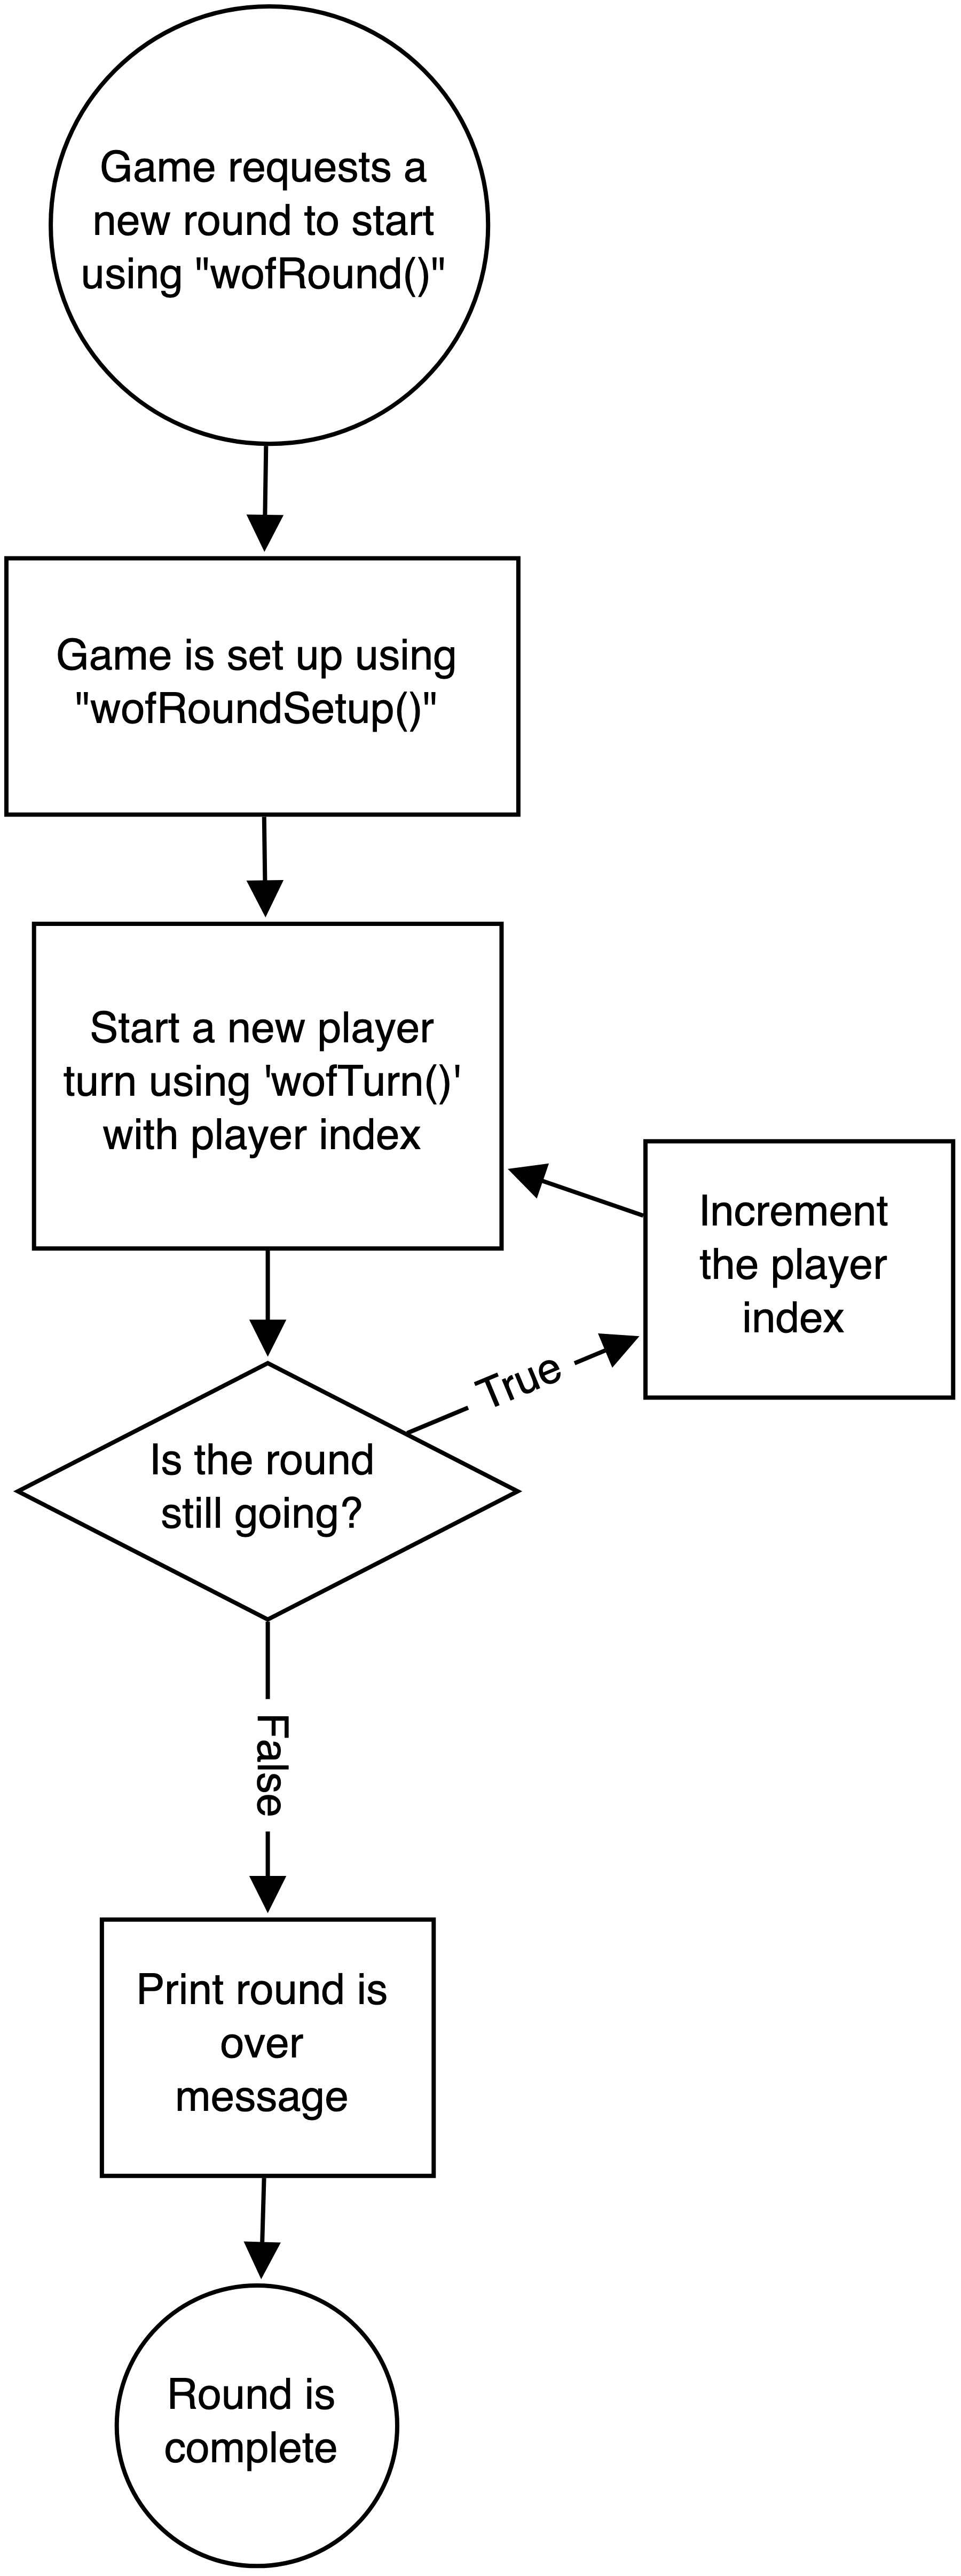 Game requests a
new round to start
using "wofRound()"
Game is set up using
"wofRoundSetup()"
Start a new player
turn using 'wofTurn()'
with player index
Increment
the player
index
True
Is the round
still going?
False
Print round is
over
message
Round is
complete